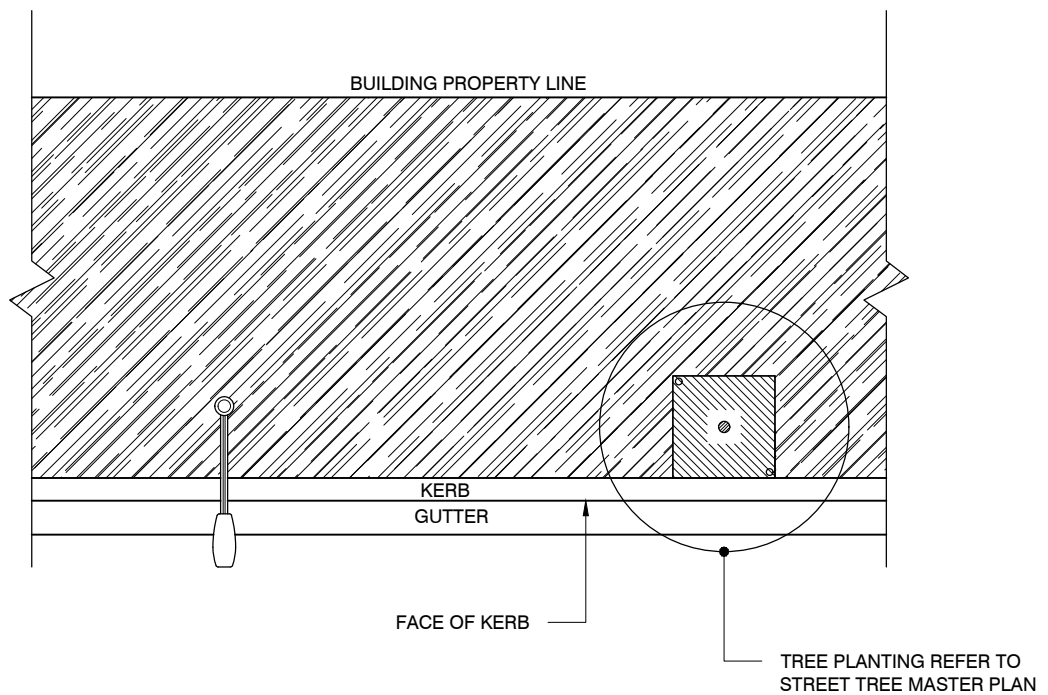 BUILDING PROPERTY LINE
KERB
GUTTER
FACE OF KERB
TREE PLANTING REFER TO
STREET TREE MASTER PLAN